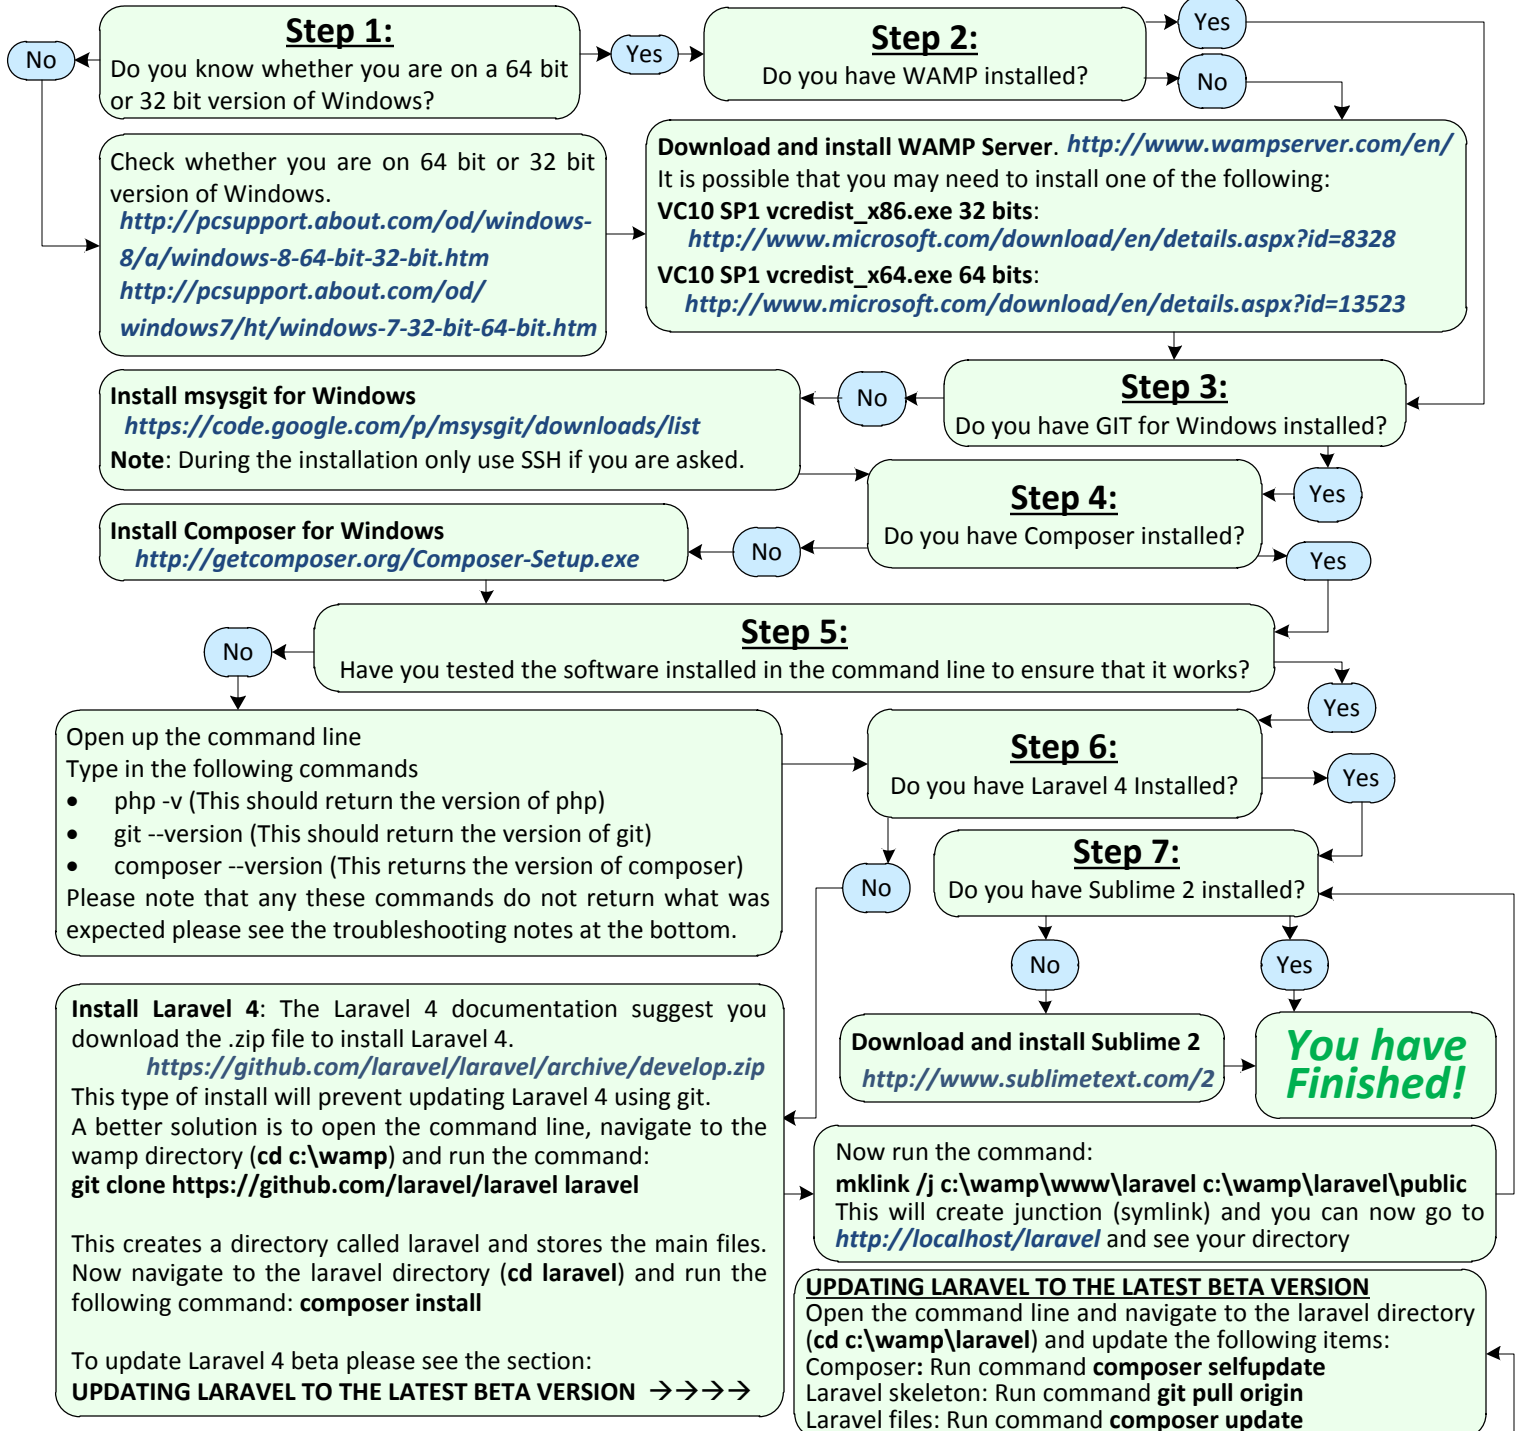 Step 1:
Do you know whether you are on a 64 bit
or 32 bit version of Windows?
No
Yes
Step 2:
Do you have WAMP installed?
Yes
No
Check whether you are on 64 bit or 32 bit
version of Windows.
http://pcsupport.about.com/od/windows-
8/a/windows-8-64-bit-32-bit.htm
http://pcsupport.about.com/od/
windows7/ht/windows-7-32-bit-64-bit.htm
Download and install WAMP Server. http://www.wampserver.com/en/
It is possible that you may need to install one of the following:
VC10 SP1 vcredist_x86.exe 32 bits:
http://www.microsoft.com/download/en/details.aspx?id=8328
VC10 SP1 vcredist_x64.exe 64 bits:
http://www.microsoft.com/download/en/details.aspx?id=13523
Step 3:
Do you have GIT for Windows installed?
No
Yes
Install msysgit for Windows
https://code.google.com/p/msysgit/downloads/list
Note: During the installation only use SSH if you are asked.
Step 4:
Do you have Composer installed?
No
Yes
Install Composer for Windows
http://getcomposer.org/Composer-Setup.exe
Step 5:
Have you tested the software installed in the command line to ensure that it works?
No
Yes
Open up the command line
Type in the following commands
• php -v (This should return the version of php)
• git --version (This should return the version of git)
• composer --version (This returns the version of composer)
Please note that any these commands do not return what was
expected please see the troubleshooting notes at the bottom.
Step 6:
Do you have Laravel 4 Installed?
Yes
No
Step 7:
Do you have Sublime 2 installed?
No
Yes
Download and install Sublime 2
http://www.sublimetext.com/2
You have
Finished!
Install Laravel 4: The Laravel 4 documentation suggest you
download the .zip file to install Laravel 4.
https://github.com/laravel/laravel/archive/develop.zip
This type of install will prevent updating Laravel 4 using git.
A better solution is to open the command line, navigate to the
wamp directory (cd c:\wamp) and run the command:
git clone https://github.com/laravel/laravel laravel
This creates a directory called laravel and stores the main files.
Now navigate to the laravel directory (cd laravel) and run the
following command: composer install
To update Laravel 4 beta please see the section:
UPDATING LARAVEL TO THE LATEST BETA VERSION →→→→
Now run the command:
mklink /j c:\wamp\www\laravel c:\wamp\laravel\public
This will create junction (symlink) and you can now go to
http://localhost/laravel and see your directory
UPDATING LARAVEL TO THE LATEST BETA VERSION
Open the command line and navigate to the laravel directory
(cd c:\wamp\laravel) and update the following items:
Composer: Run command composer selfupdate
Laravel skeleton: Run command git pull origin
Laravel files: Run command composer update